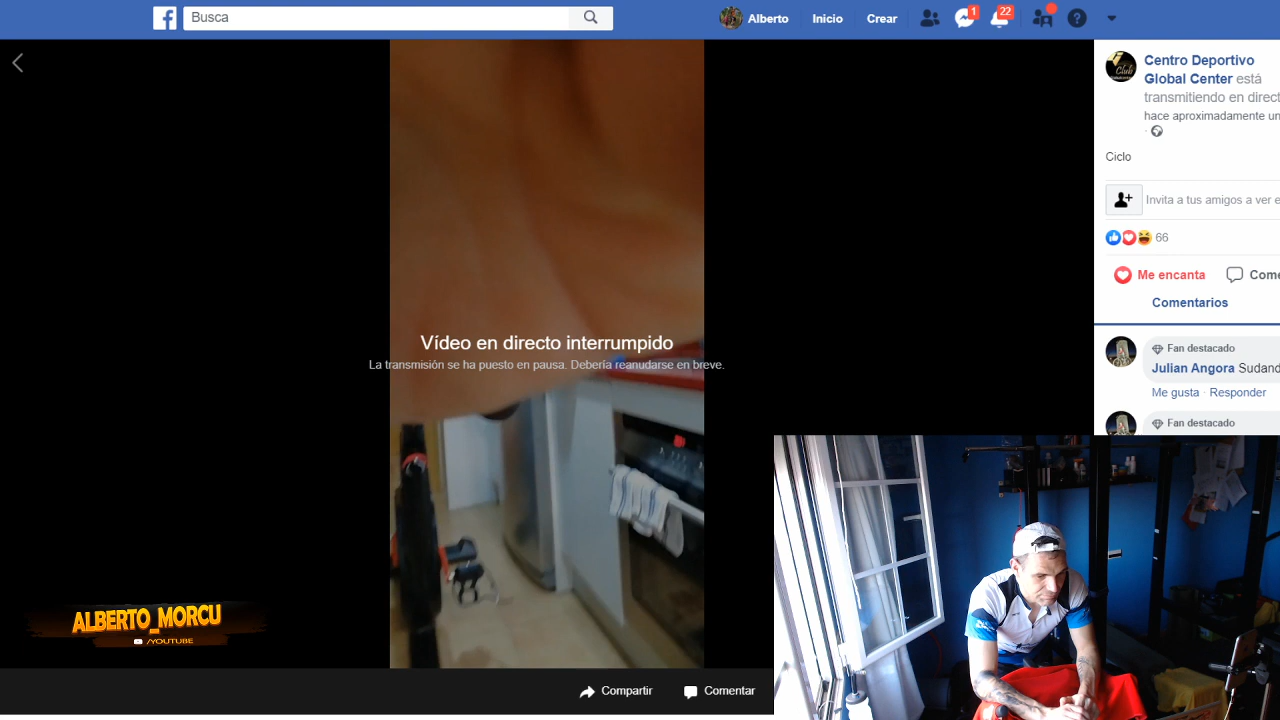 Busca
Alberto
Inicio
Crear
1
22
Centro Deportivo
Global Center está
transmitiendo en direct
hace aproximadamente un
Ciclo
Invita a tus amigos a ver e
66
Me encanta
Come
Comentarios
Fan destacado
Julian Angora Sudand
Me gusta · Responder
Fan destacado
Vídeo en directo interrumpido
La transmisión se ha puesto en pausa. Debería reanudarse en breve.
ALBERTO_MORCU
/YOUTUBE
Compartir
Comentar